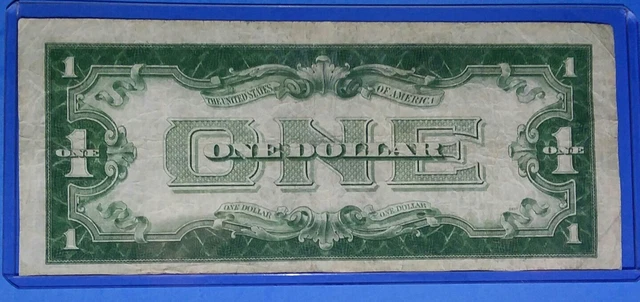 1 1
THE UNITED STATES OF AMERICA
ONE
ONE DOLLAR
1 ONE 1 ONE
ONE DOLLAR ONE DOLLAR
1 1